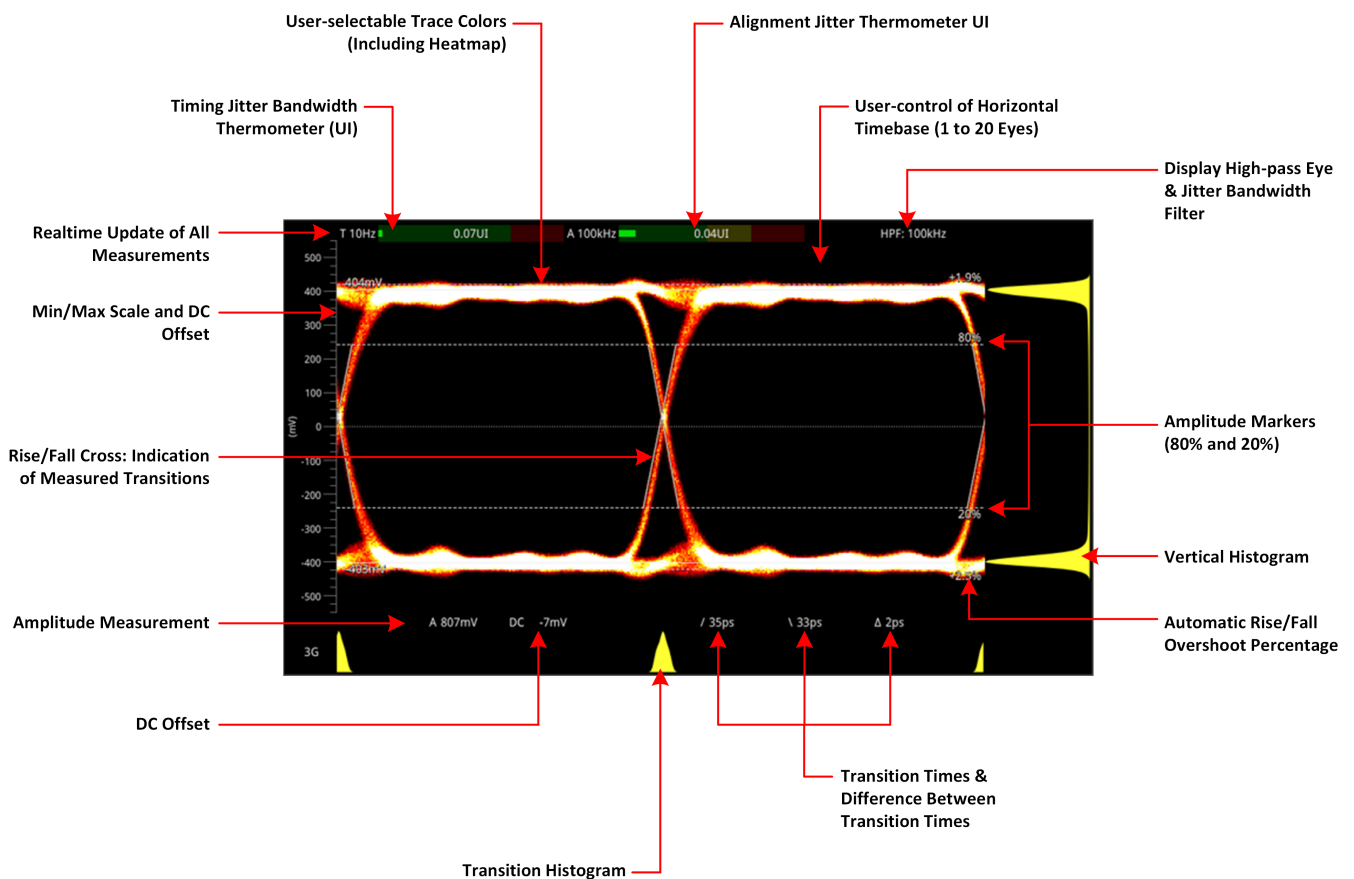 User-selectable Trace Colors
(Including Heatmap)
Alignment Jitter Thermometer UI
Timing Jitter Bandwidth
Thermometer (UI)
User-control of Horizontal
Timebase (1 to 20 Eyes)
Display High-pass Eye
& Jitter Bandwidth
Filter
Realtime Update of All
Measurements
T 10Hz
0.07UI
A 100kHz
0.04UI
HPF: 100kHz
Min/Max Scale and DC
Offset
500
400
300
200
100
0
-100
-200
-300
-400
-500
(mV)
404mV
+1.9%
80%
20%
-403mV
+2.3%
Amplitude Markers
(80% and 20%)
Rise/Fall Cross: Indication
of Measured Transitions
Vertical Histogram
Amplitude Measurement
A 807mV
DC -7mV
/ 35ps
\ 33ps
Δ 2ps
Automatic Rise/Fall
Overshoot Percentage
3G
DC Offset
Transition Times &
Difference Between
Transition Times
Transition Histogram